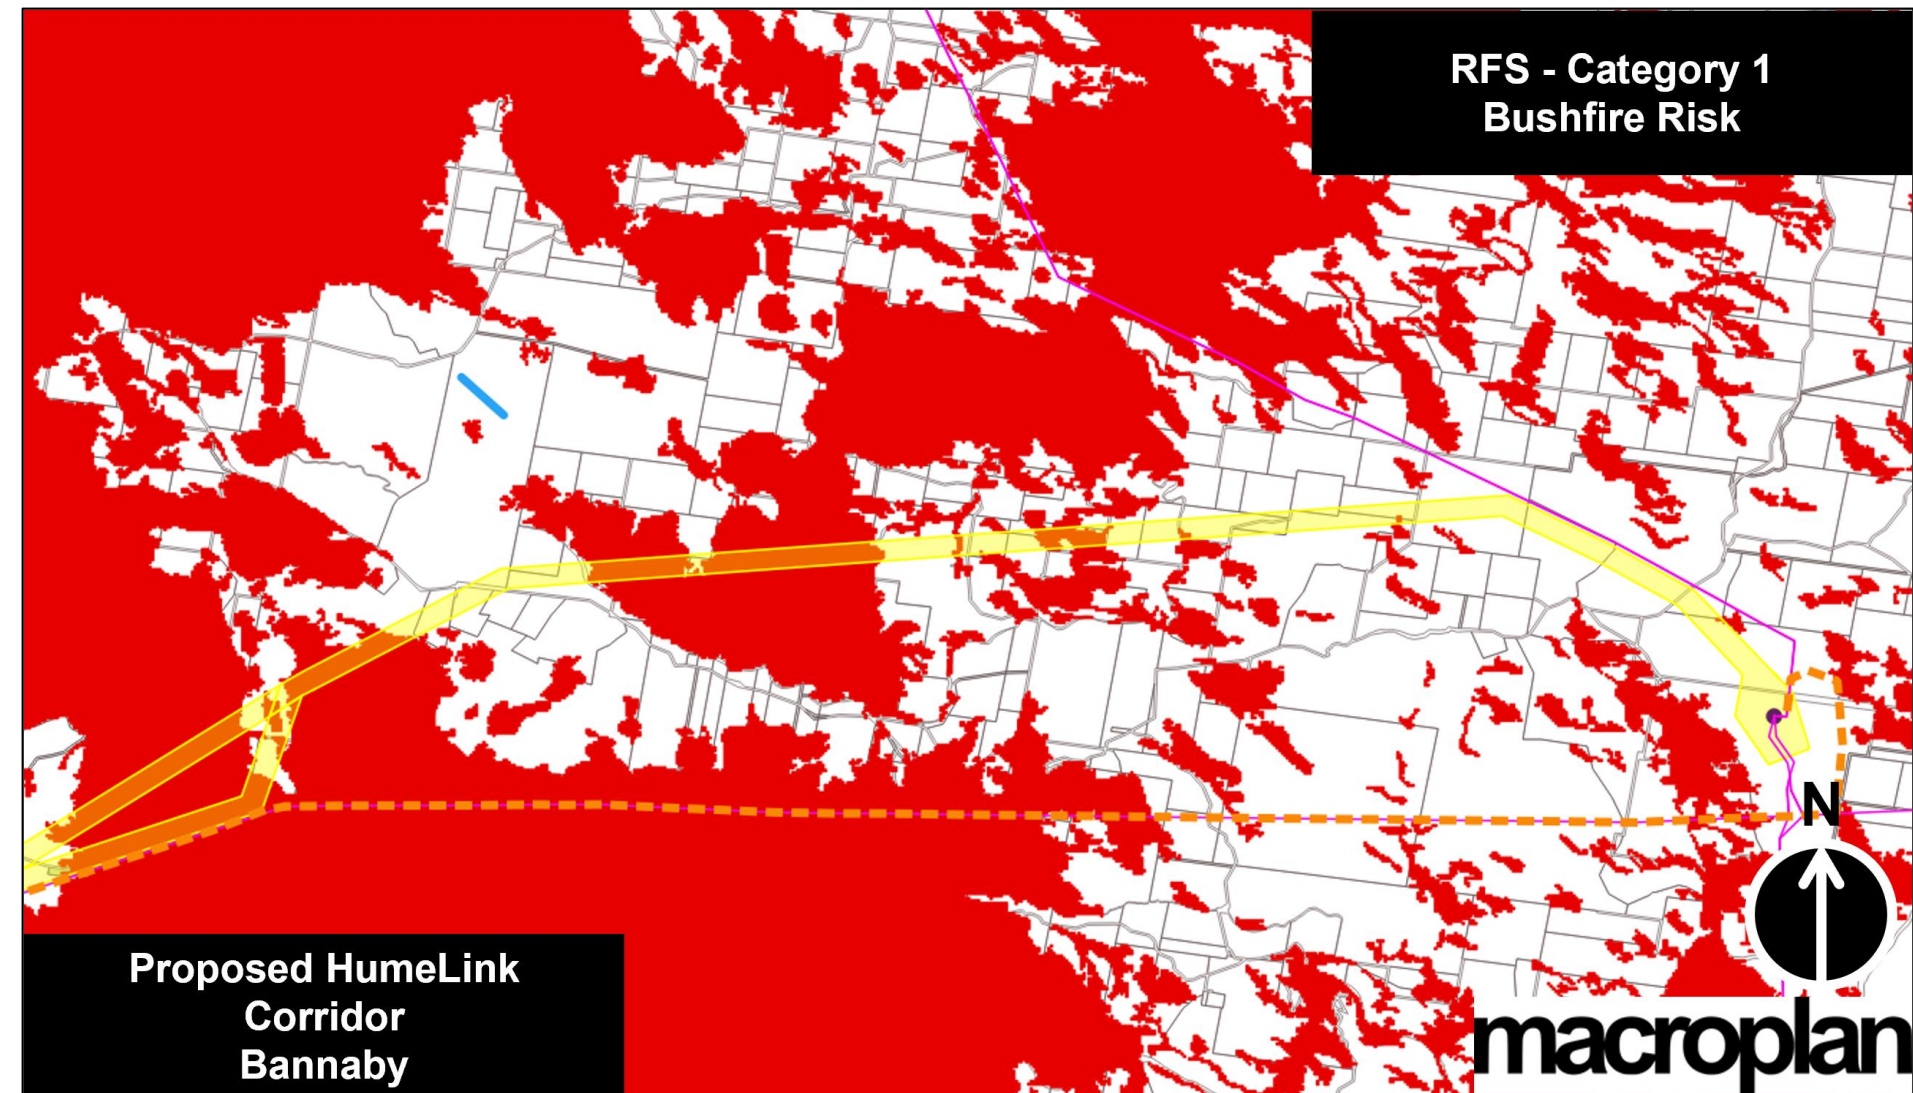 RFS - Category 1
Bushfire Risk
N
Proposed HumeLink
Corridor
Bannaby
macroplan